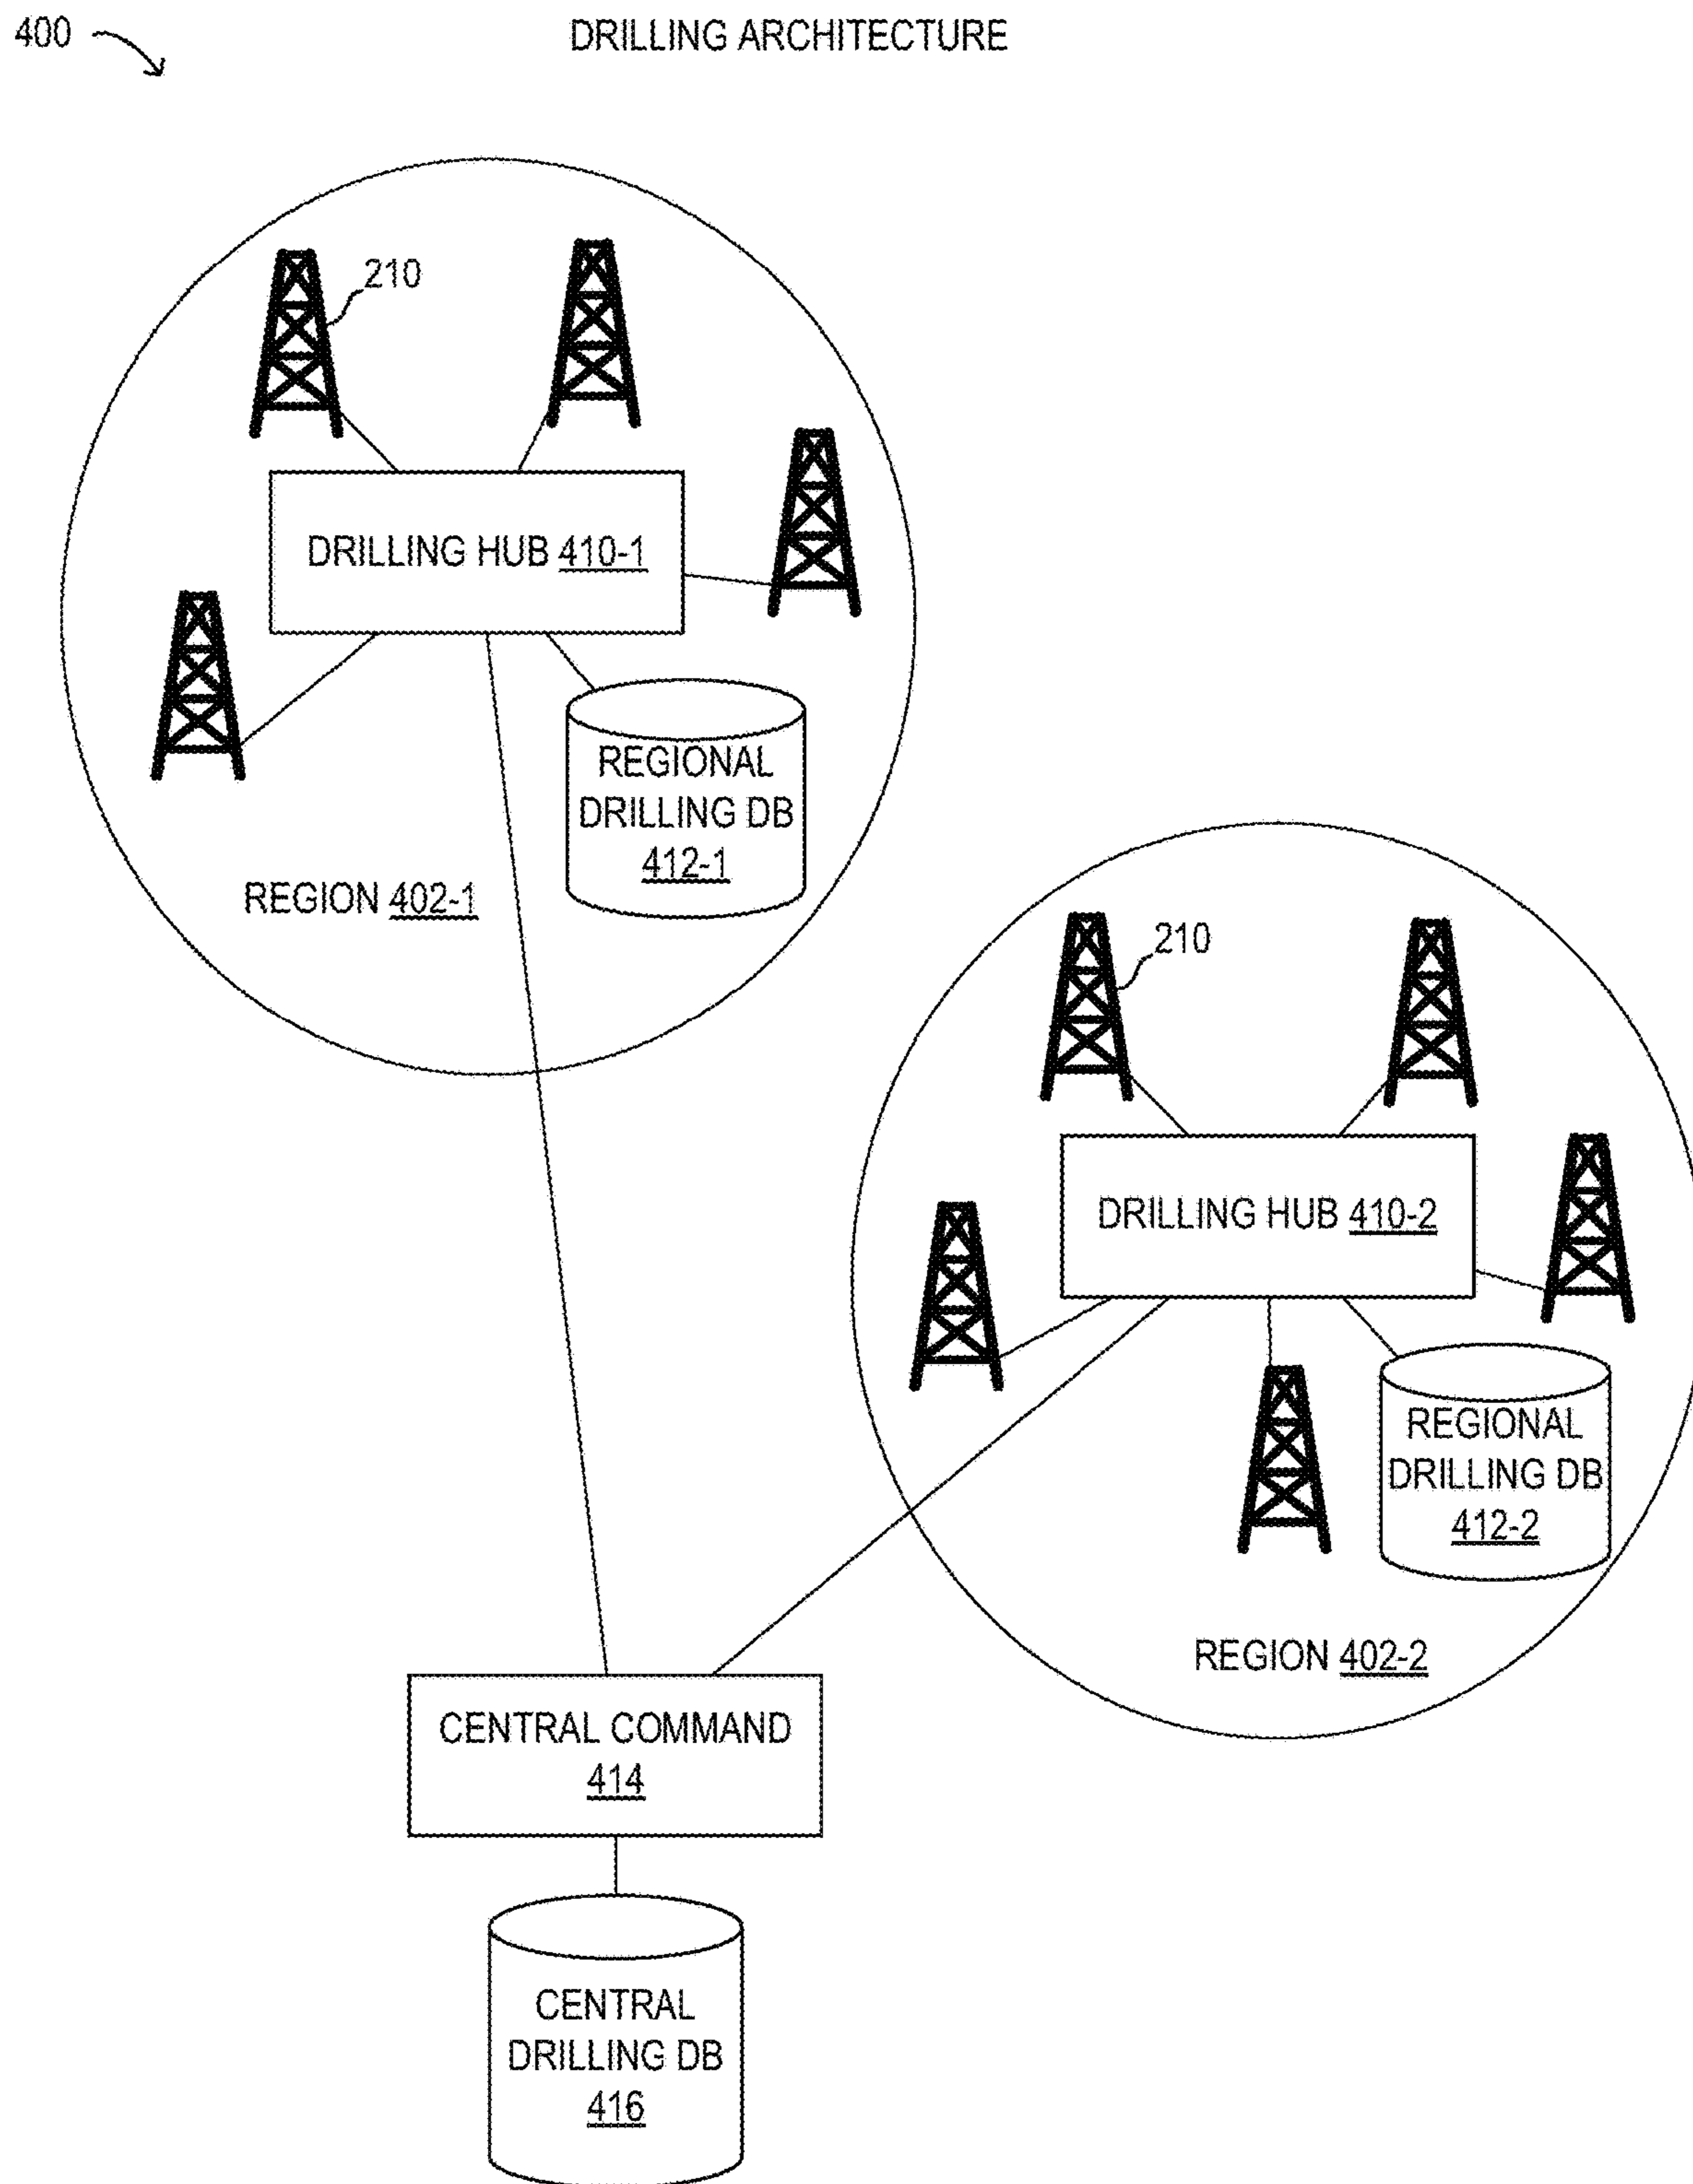 400
DRILLING ARCHITECTURE
210
DRILLING HUB 410-1
REGIONAL
DRILLING DB
412-1
REGION 402-1
210
DRILLING HUB 410-2
REGIONAL
DRILLING DB
412-2
REGION 402-2
CENTRAL COMMAND
414
CENTRAL
DRILLING DB
416